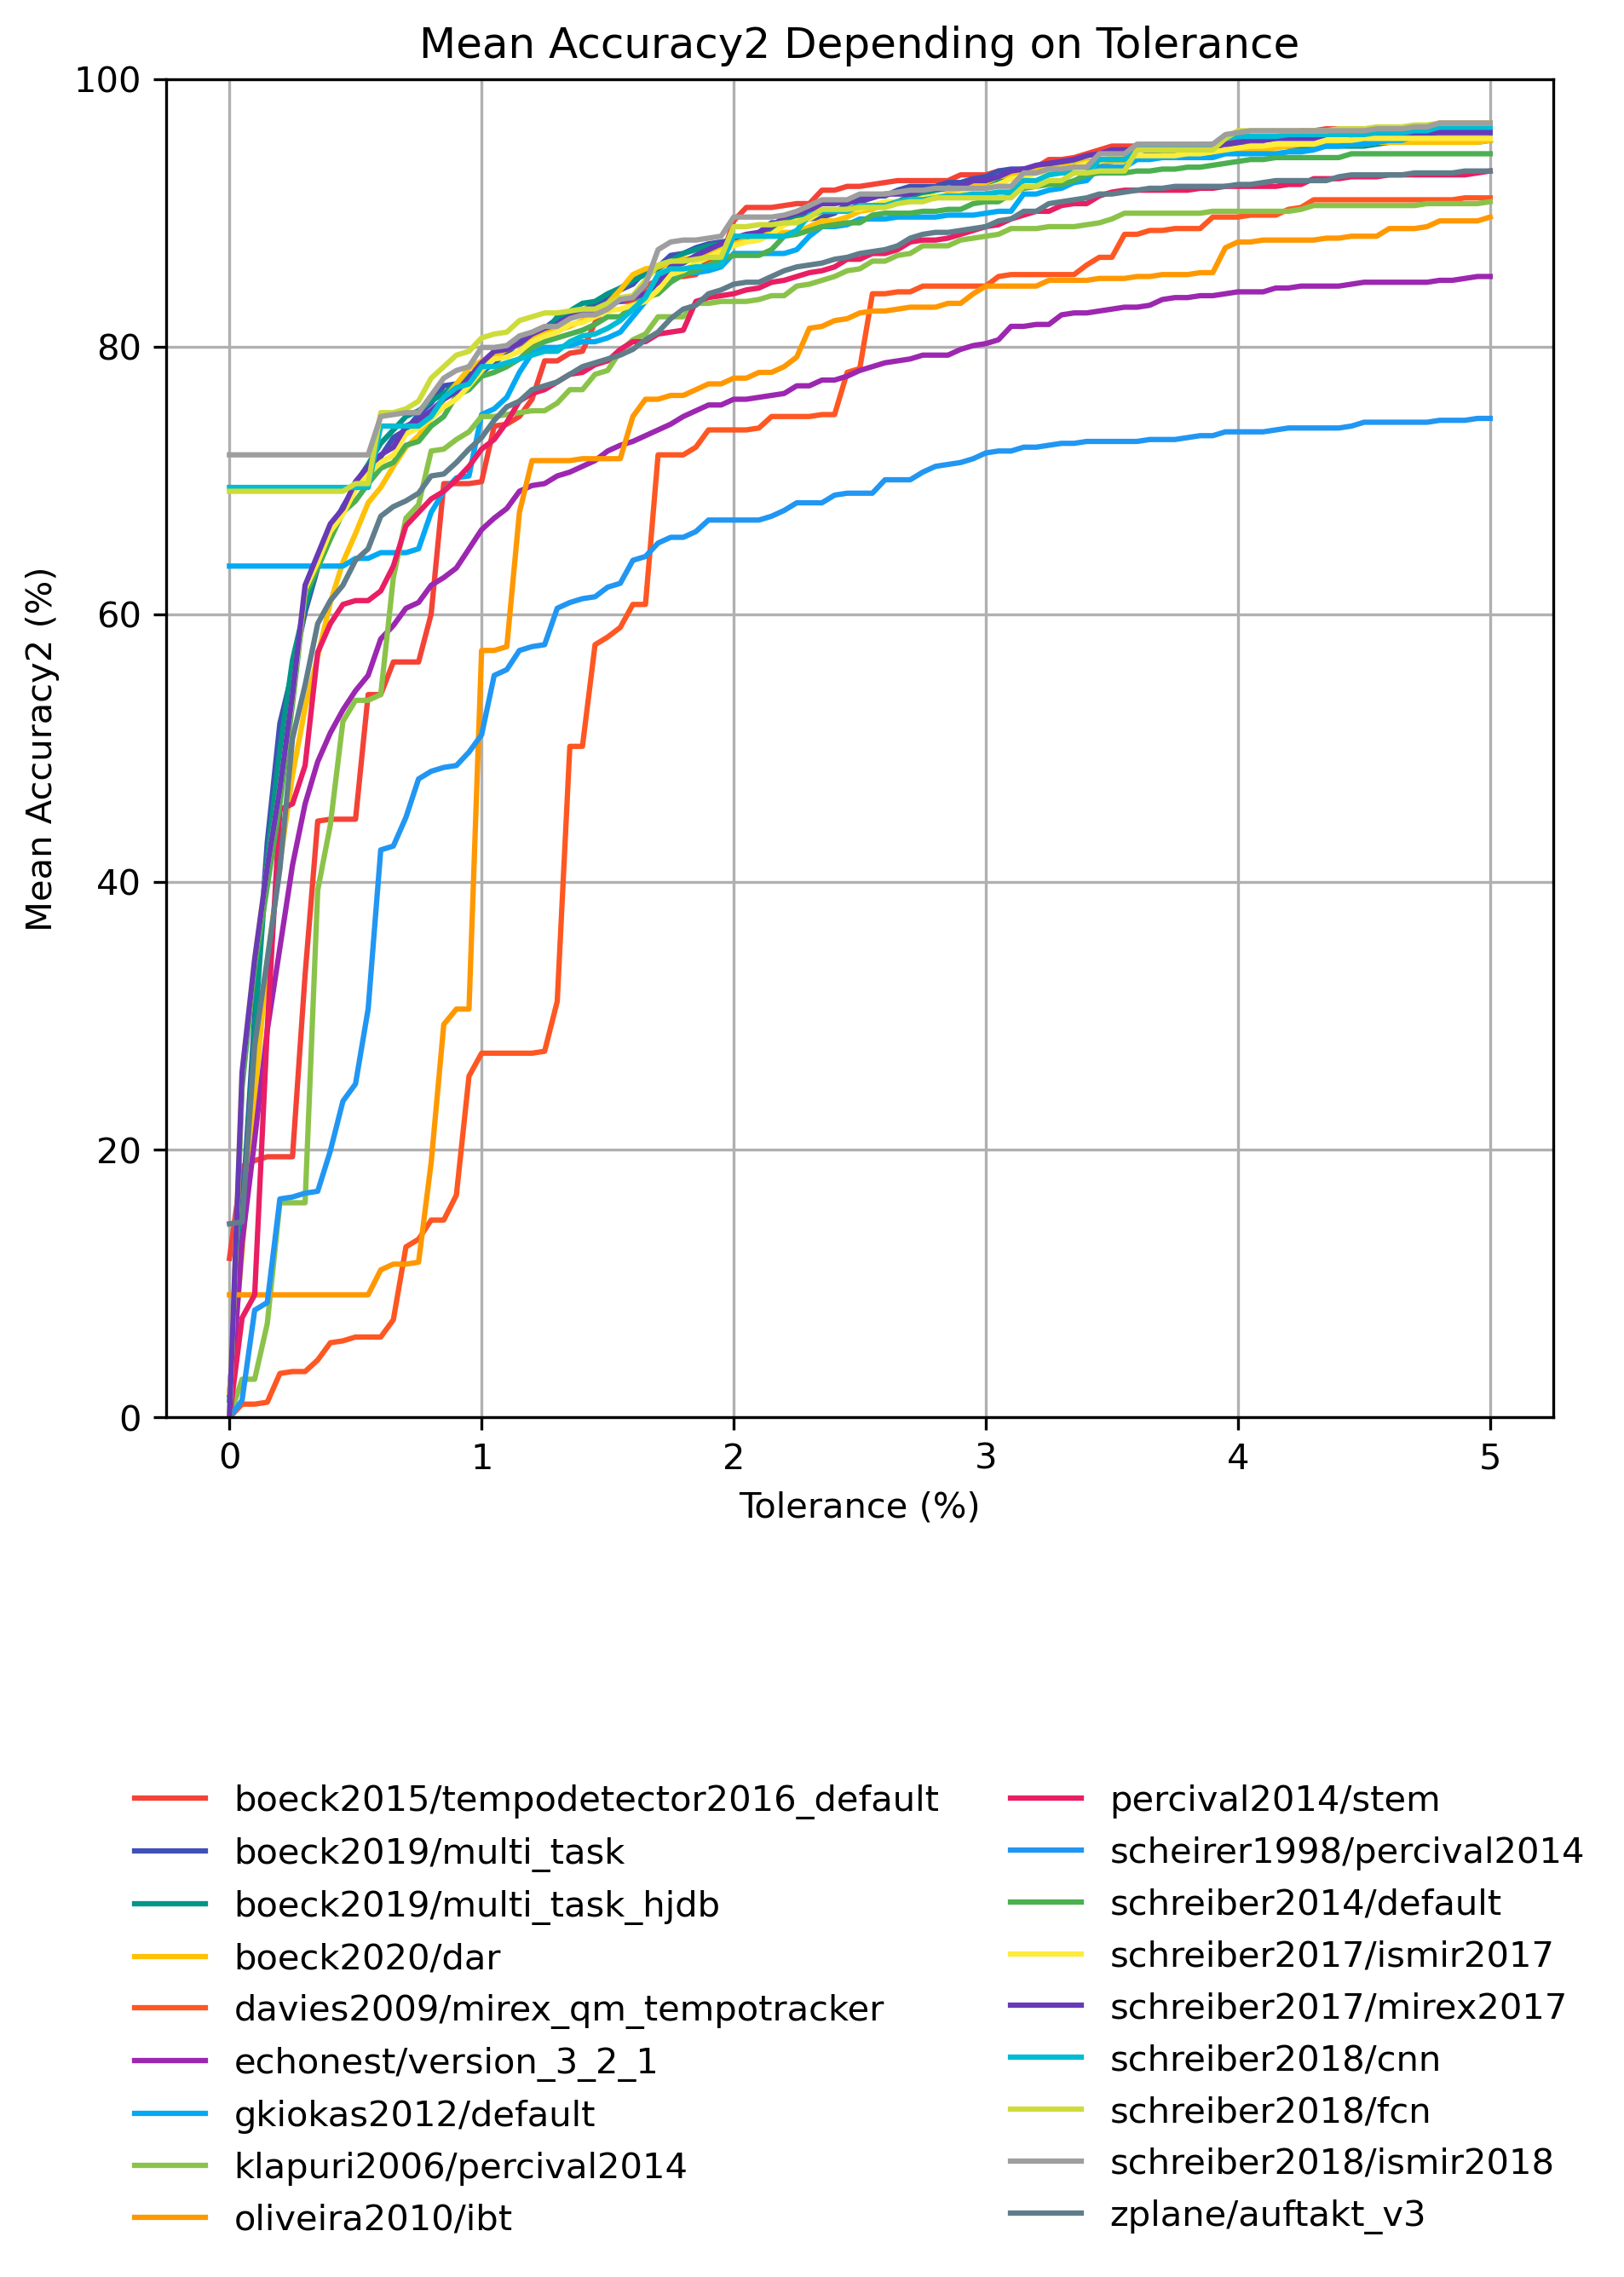 Mean Accuracy2 Depending on Tolerance
100
80
60
40
20
0
Mean Accuracy2 (%)
0 1 2 3 4 5
Tolerance (%)
boeck2015/tempodetector2016_default
boeck2019/multi_task
boeck2019/multi_task_hjdb
boeck2020/dar
davies2009/mirex_qm_tempotracker
echonest/version_3_2_1
gkiokas2012/default
klapuri2006/percival2014
oliveira2010/ibt
percival2014/stem
scheirer1998/percival2014
schreiber2014/default
schreiber2017/ismir2017
schreiber2017/mirex2017
schreiber2018/cnn
schreiber2018/fcn
schreiber2018/ismir2018
zplane/auftakt_v3